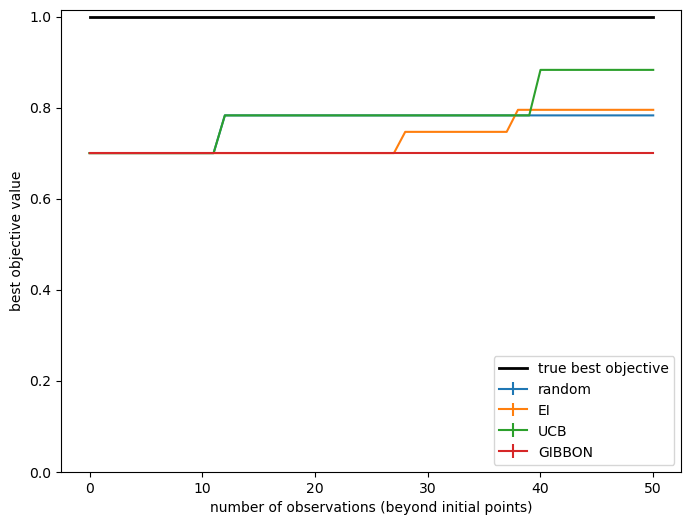 1.0
0.8
0.6
0.4
0.2
0.0
best objective value
0
10
20
30
40
50
number of observations (beyond initial points)
true best objective
random
EI
UCB
GIBBON